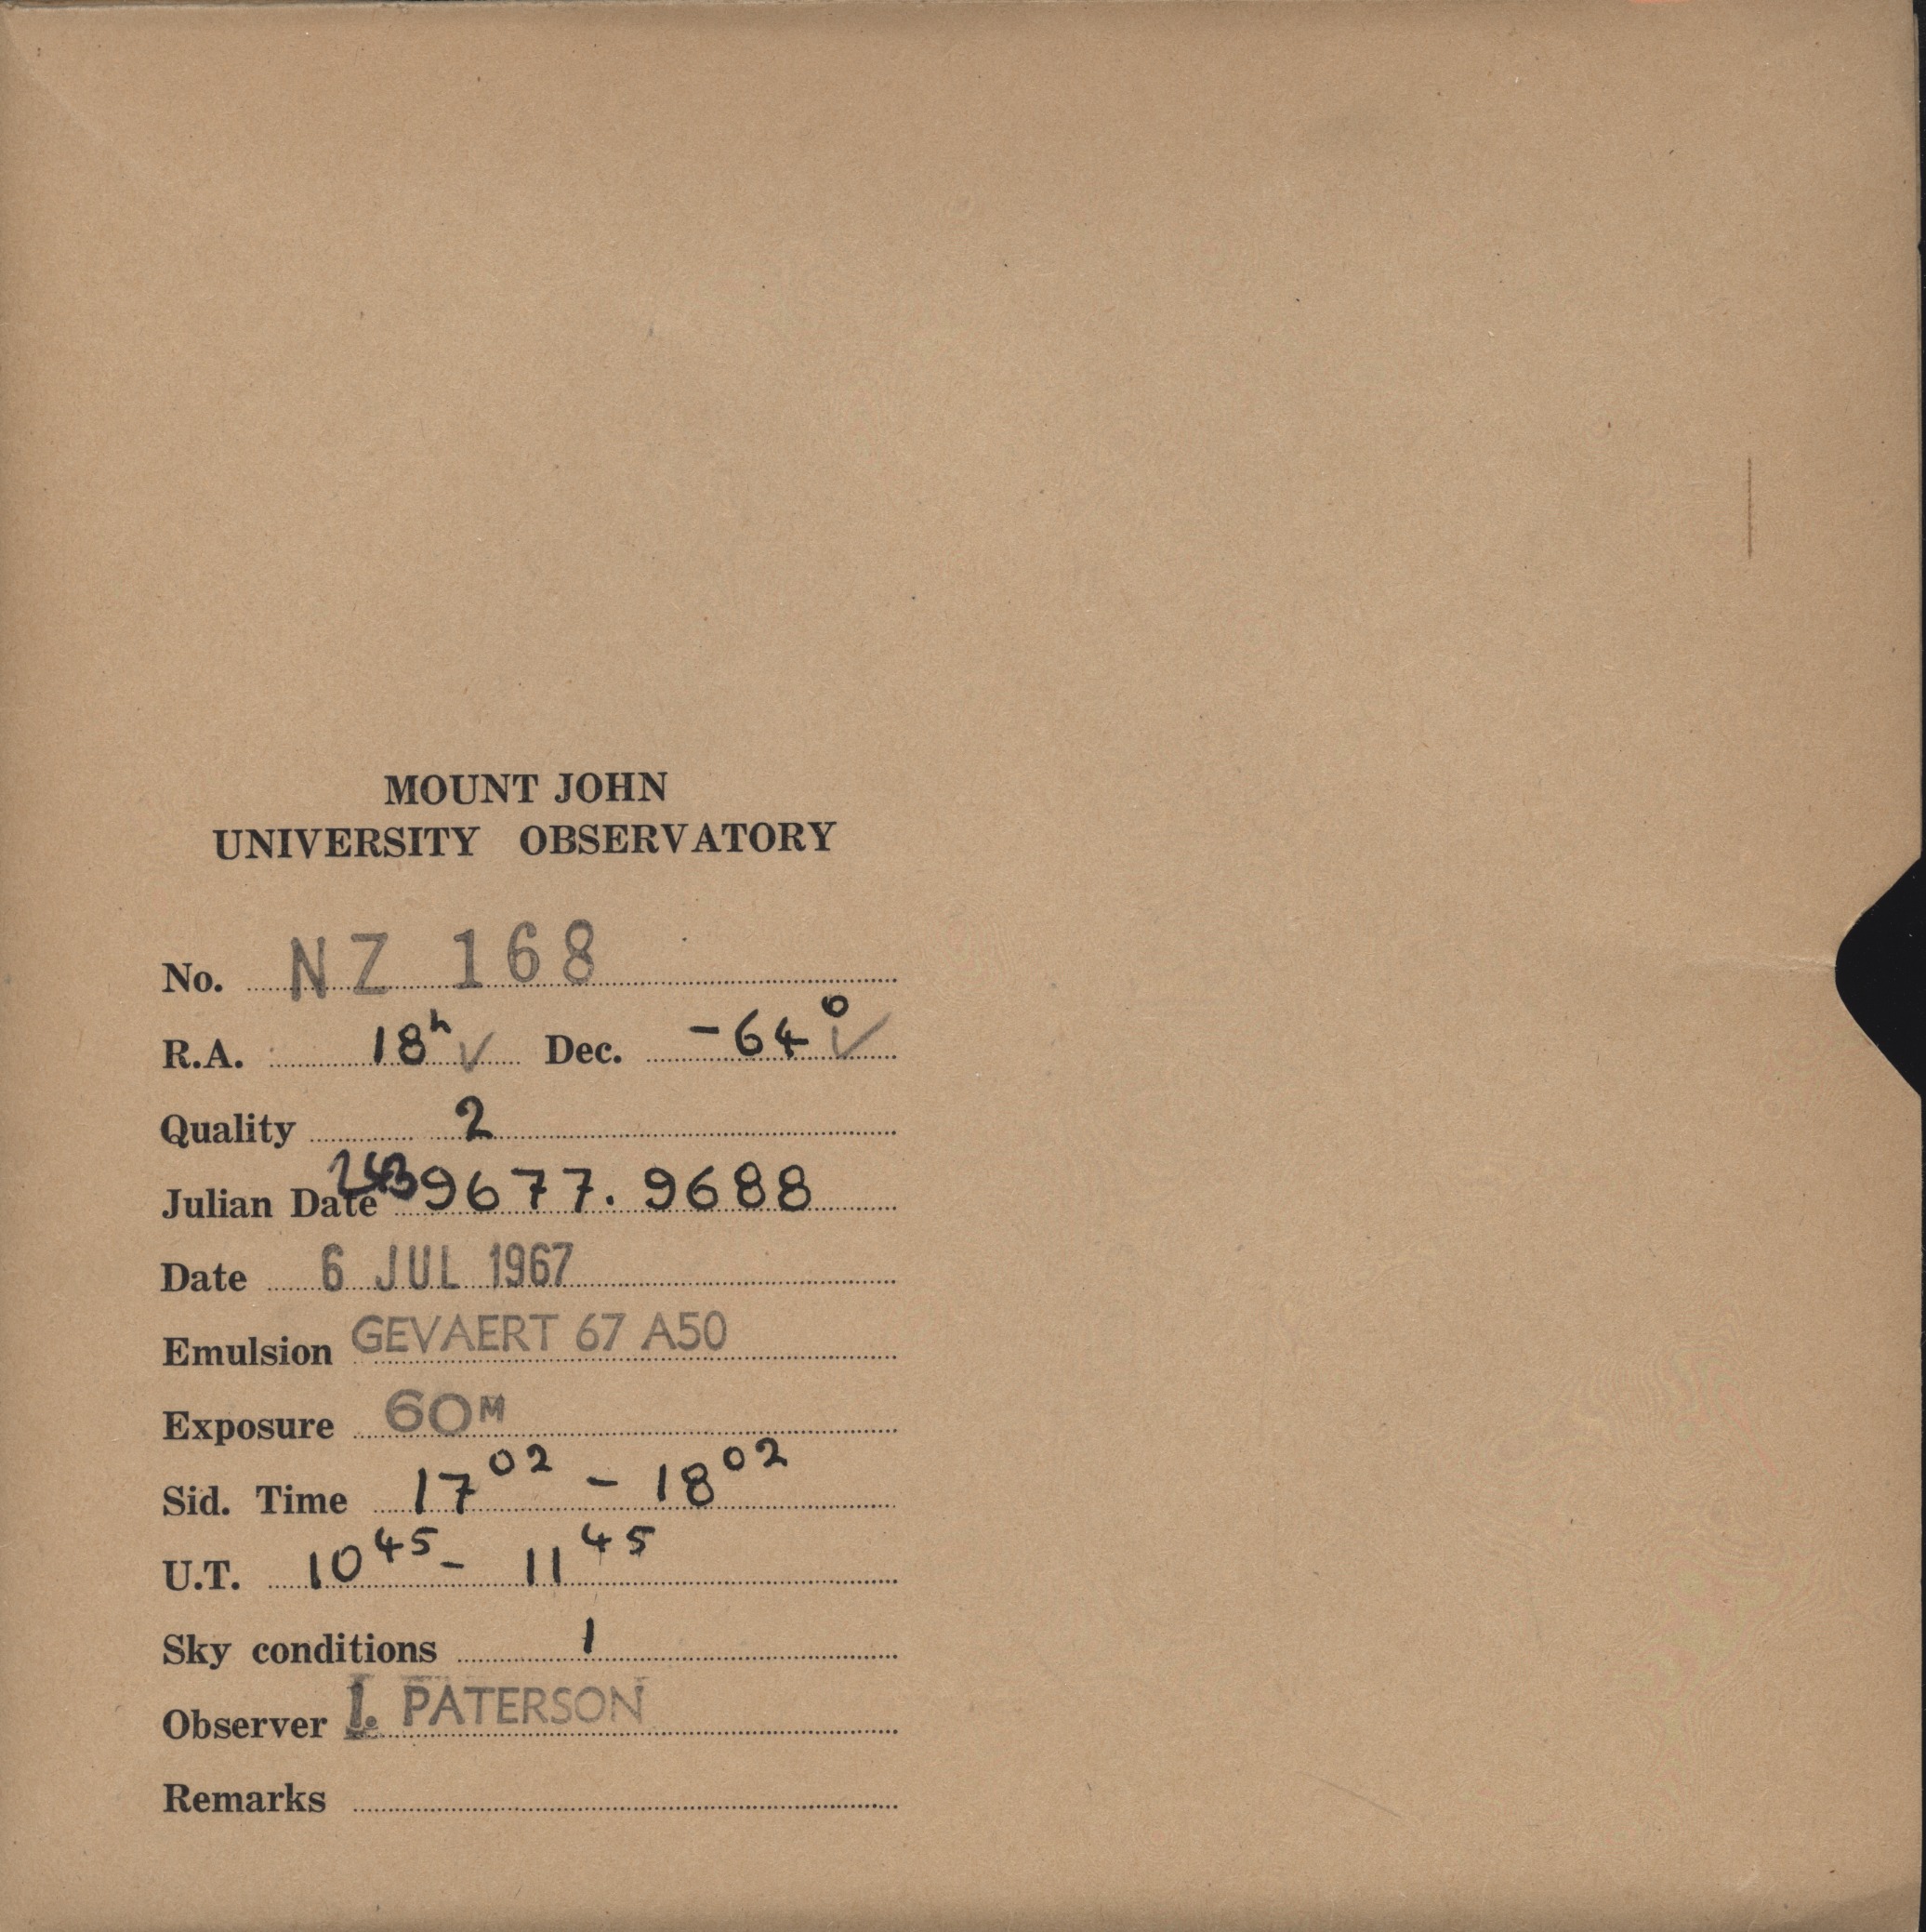 MOUNT JOHN
UNIVERSITY OBSERVATORY
No. NZ 168
R.A. 18ʰ ✓ Dec. -64° ✓
Quality 2
Julian Date 2439677.9688
Date 6 JUL 1967
Emulsion GEVAERT 67 A50
Exposure 60ᴹ
Sid. Time 17⁰² - 18⁰²
U.T. 10⁴⁵ - 11⁴⁵
Sky conditions 1
Observer I. PATERSON
Remarks